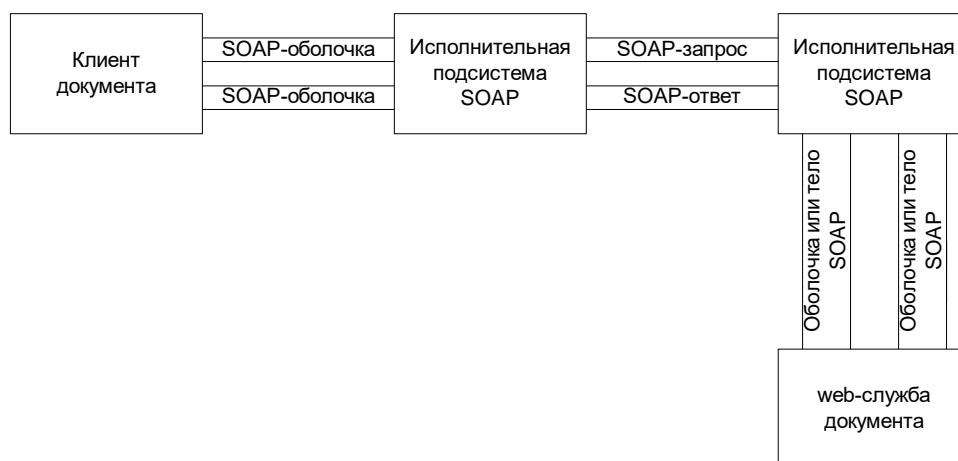 Клиент
документа
SOAP-оболочка
SOAP-оболочка
Исполнительная
подсистема
SOAP
SOAP-запрос
SOAP-ответ
Исполнительная
подсистема
SOAP
Оболочка или тело
SOAP
Оболочка или тело
SOAP
web-служба
документа